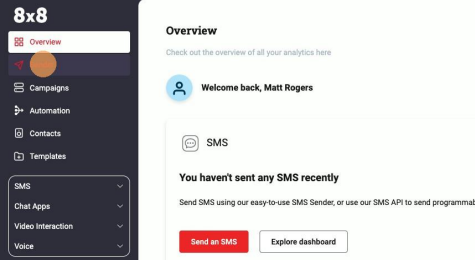 8x8
Overview
Campaigns
Automation
Contacts
Templates
SMS
Chat Apps
Video Interaction
Voice
Overview
Check out the overview of all your analytics here
Welcome back, Matt Rogers
SMS
You haven't sent any SMS recently
Send SMS using our easy-to-use SMS Sender, or use our SMS API to send programmab
Send an SMS
Explore dashboard